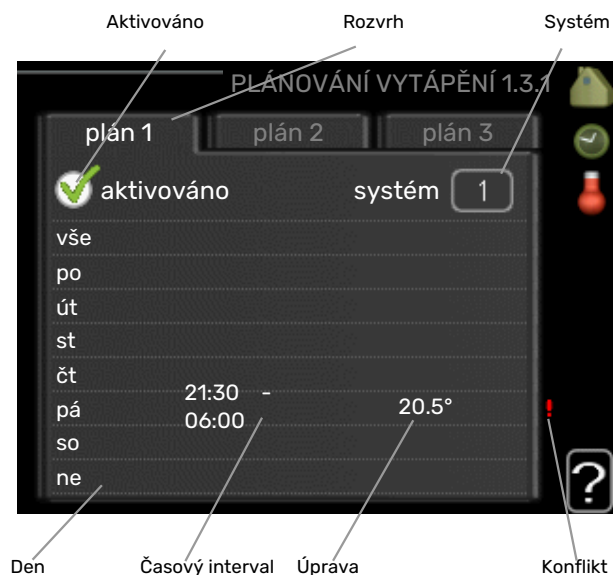 Aktivováno Rozvrh Systém
PLÁNOVÁNÍ VYTÁPĚNÍ 1.3.1
plán 1 plán 2 plán 3
aktivováno systém 1
vše
po
út
st
čt
21:30 -
pá 20.5° !
06:00
so
ne
?
Den Časový interval Úprava Konflikt